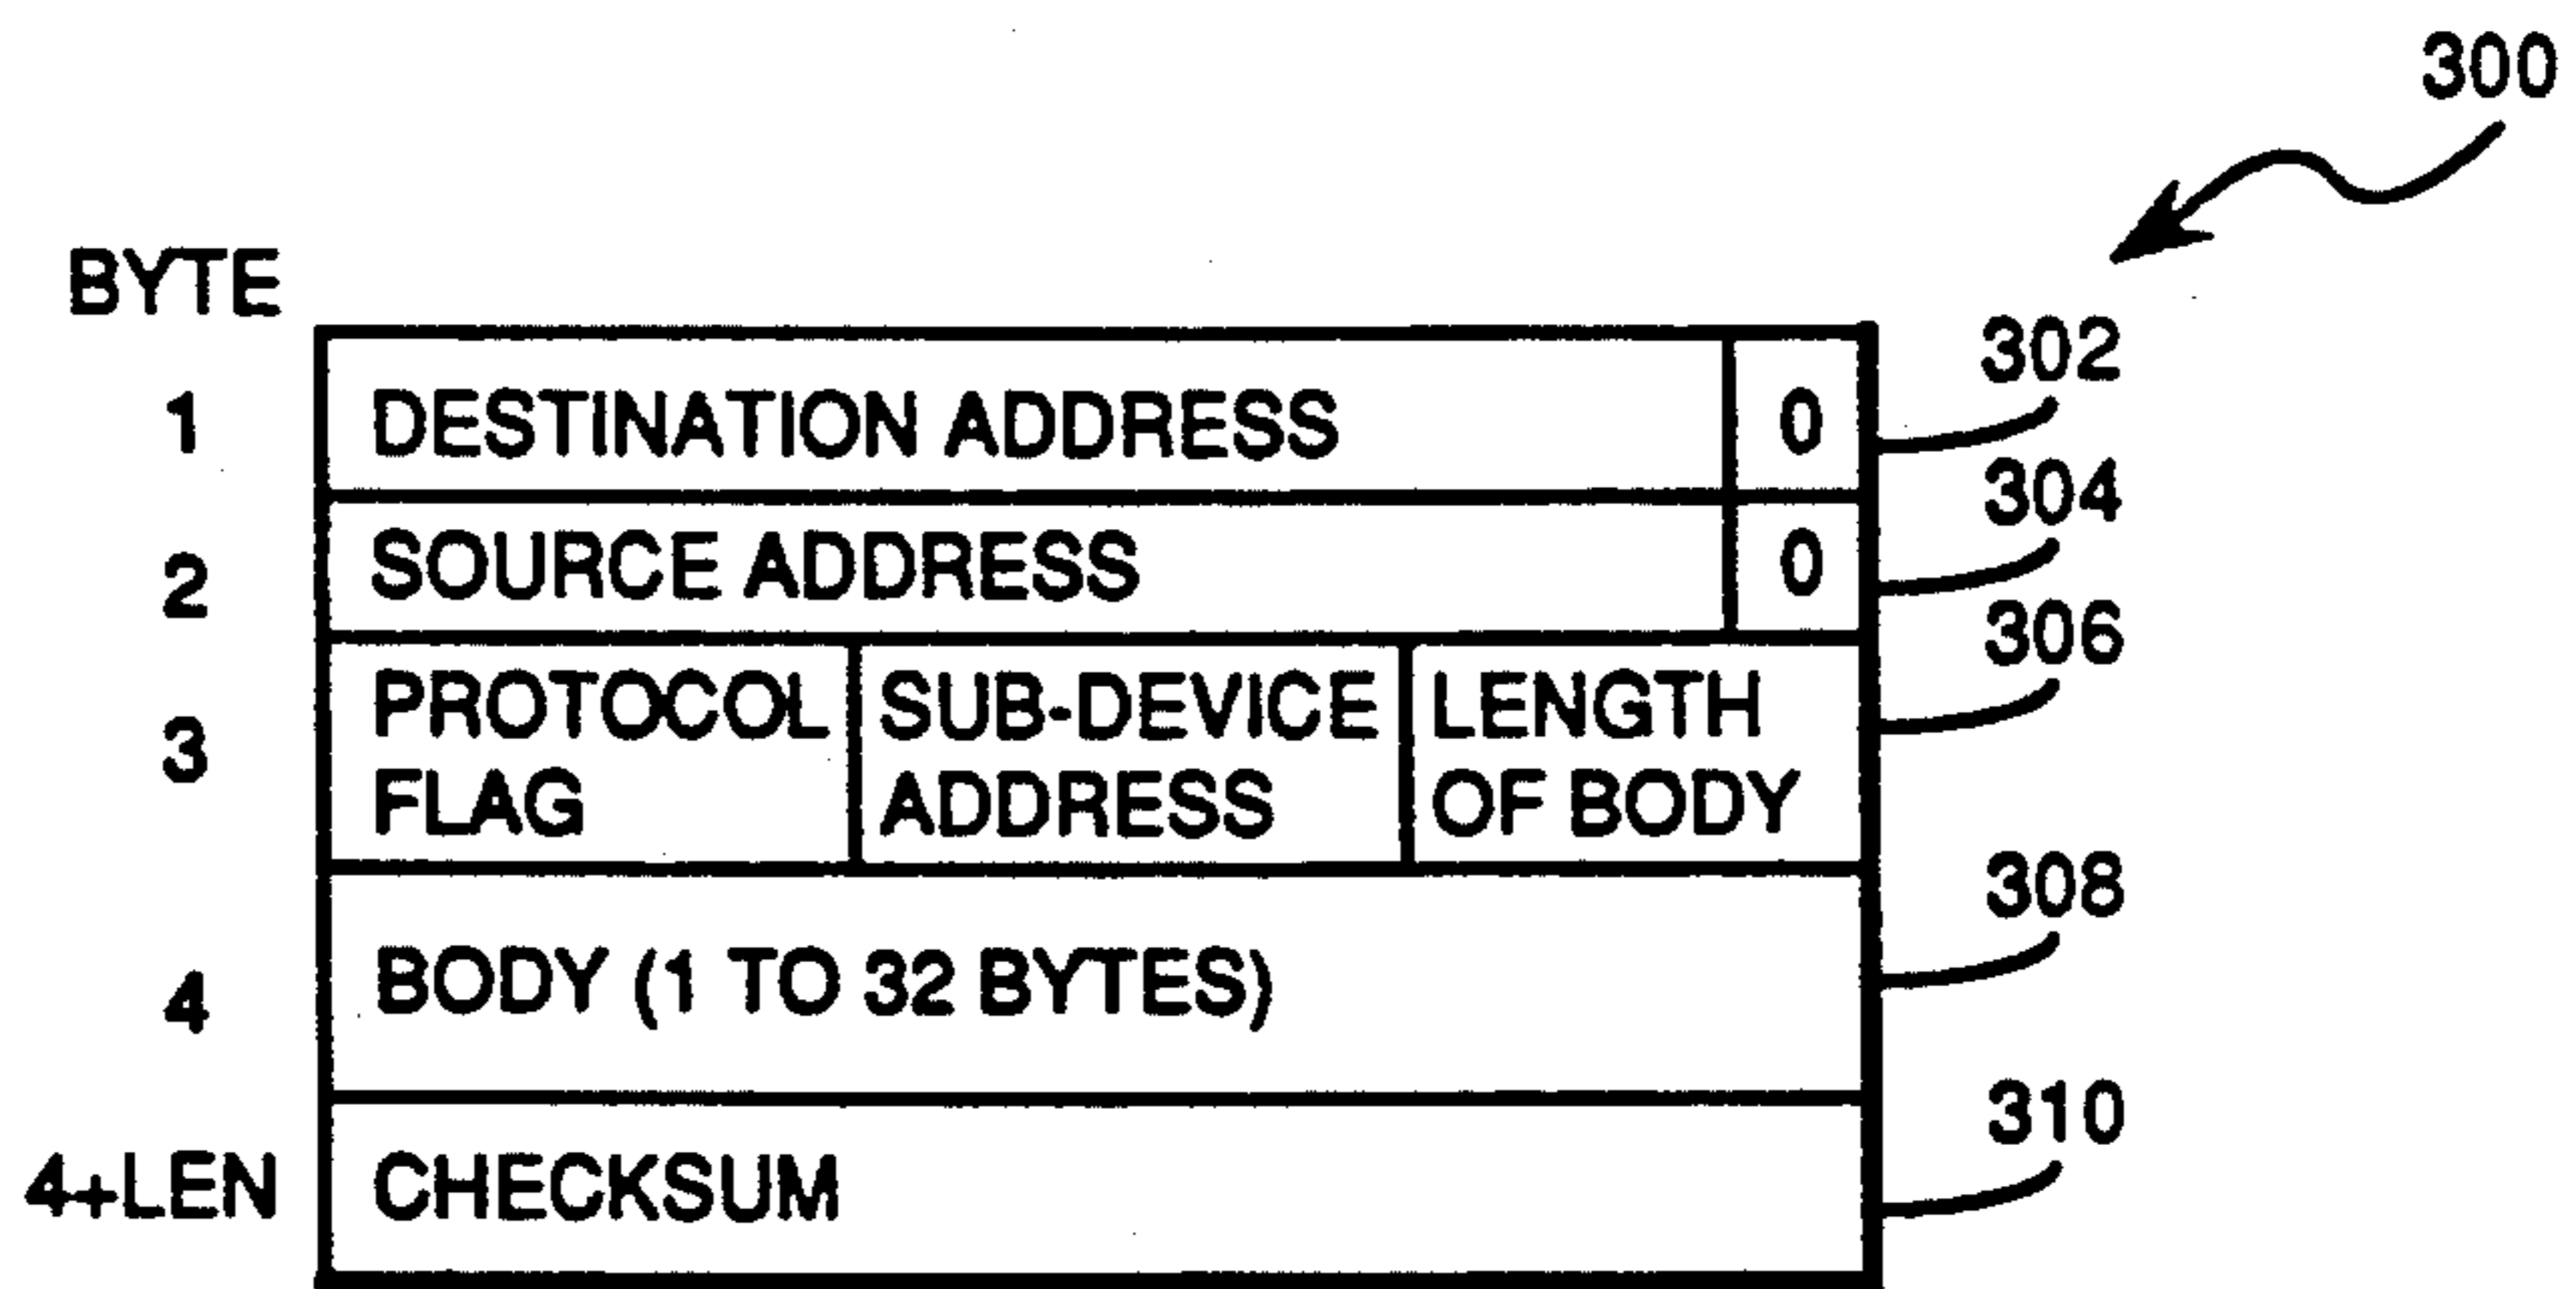 300
BYTE
1 DESTINATION ADDRESS 0 302
2 SOURCE ADDRESS 0 304
3 PROTOCOL FLAG SUB-DEVICE ADDRESS LENGTH OF BODY 306
4 BODY (1 TO 32 BYTES) 308
4+LEN CHECKSUM 310